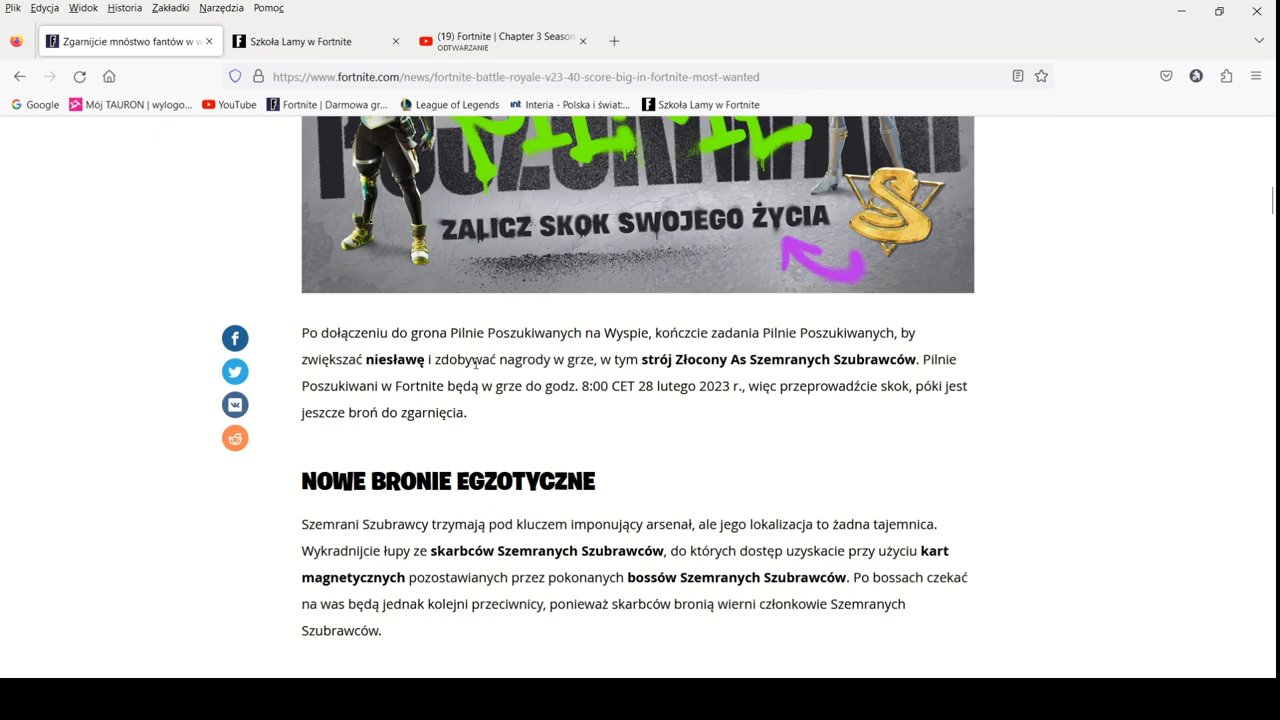 Plik Edycja Widok Historia Zakładki Narzędzia Pomoc
Zgarnijcie mnóstwo fantów w w
Szkoła Lamy w Fortnite
(19) Fortnite | Chapter 3 Season
ODTWARZANIE
https://www.fortnite.com/news/fortnite-battle-royale-v23-40-score-big-in-fortnite-most-wanted
Google Mój TAURON | wylogo... YouTube Fortnite | Darmowa gr... League of Legends Interia - Polska i świat:... Szkoła Lamy w Fortnite
PILNIE
POSZUKIWANI
ZALICZ SKOK SWOJEGO ŻYCIA
S
Po dołączeniu do grona Pilnie Poszukiwanych na Wyspie, kończcie zadania Pilnie Poszukiwanych, by
zwiększać niesławę i zdobywać nagrody w grze, w tym strój Złocony As Szemranych Szubrawców. Pilnie
Poszukiwani w Fortnite będą w grze do godz. 8:00 CET 28 lutego 2023 r., więc przeprowadźcie skok, póki jest
jeszcze broń do zgarnięcia.
NOWE BRONIE EGZOTYCZNE
Szemrani Szubrawcy trzymają pod kluczem imponujący arsenał, ale jego lokalizacja to żadna tajemnica.
Wykradnijcie łupy ze skarbców Szemranych Szubrawców, do których dostęp uzyskacie przy użyciu kart
magnetycznych pozostawianych przez pokonanych bossów Szemranych Szubrawców. Po bossach czekać
na was będą jednak kolejni przeciwnicy, ponieważ skarbców bronią wierni członkowie Szemranych
Szubrawców.